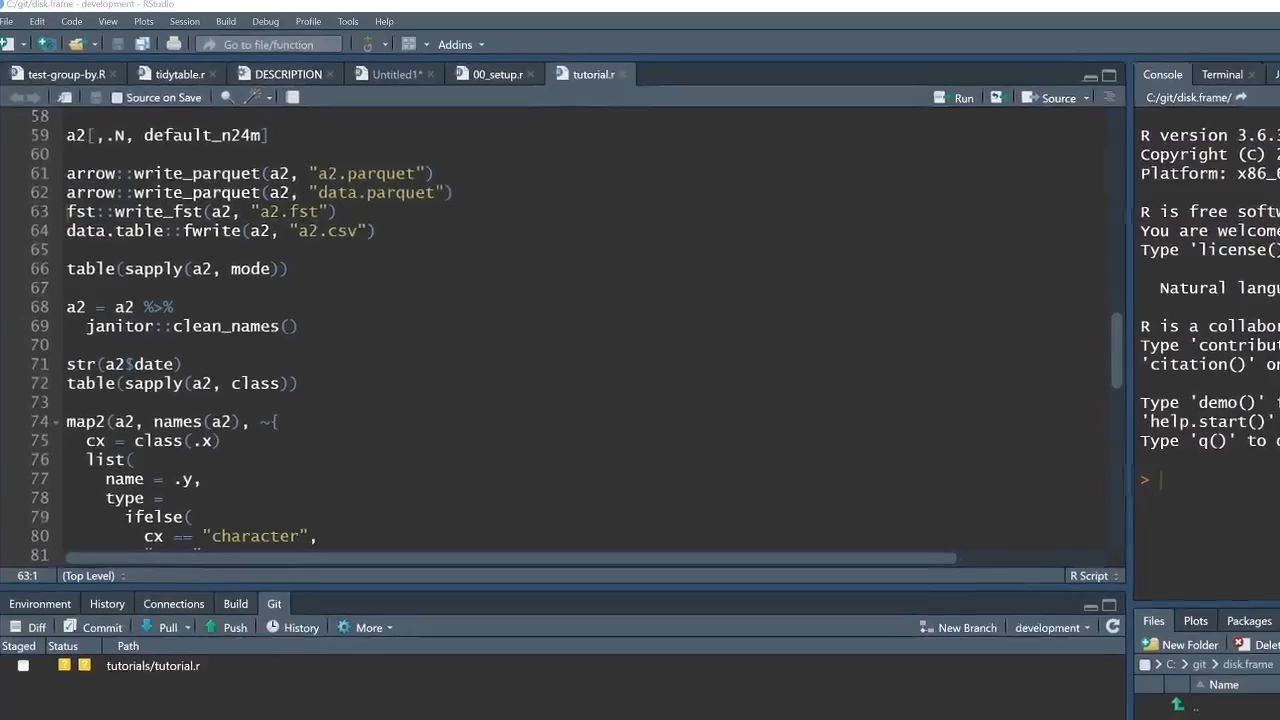 C:/git/disk.frame - development - RStudio
File Edit Code View Plots Session Build Debug Profile Tools Help
Go to file/function Addins
test-group-by.R tidytable.r DESCRIPTION Untitled1* 00_setup.r tutorial.r
Source on Save Run Source
58
59 a2[,.N, default_n24m]
60
61 arrow::write_parquet(a2, "a2.parquet")
62 arrow::write_parquet(a2, "data.parquet")
63 fst::write_fst(a2, "a2.fst")
64 data.table::fwrite(a2, "a2.csv")
65
66 table(sapply(a2, mode))
67
68 a2 = a2 %>%
69 janitor::clean_names()
70
71 str(a2$date)
72 table(sapply(a2, class))
73
74 map2(a2, names(a2), ~{
75 cx = class(.x)
76 list(
77 name = .y,
78 type =
79 ifelse(
80 cx == "character",
81
63:1 (Top Level) R Script
Environment History Connections Build Git
Diff Commit Pull Push History More New Branch development
Staged Status Path
tutorials/tutorial.r
Console Terminal
C:/git/disk.frame/
R version 3.6.3
Copyright (C) 2
Platform: x86_6
R is free softw
You are welcome
Type 'license()
Natural langu
R is a collabor
Type 'contribut
'citation()' on
Type 'demo()' f
'help.start()'
Type 'q()' to q
>
Files Plots Packages
New Folder Delet
C: > git > disk.frame
Name
..